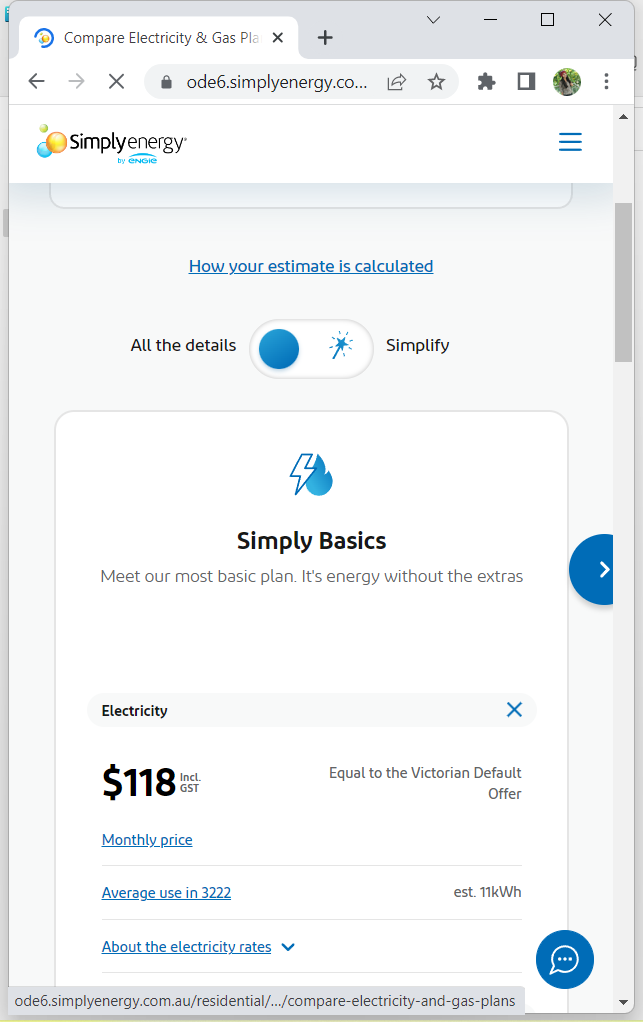 Compare Electricity & Gas Pla
ode6.simplyenergy.co...
Simplyenergy
by ENGIE
How your estimate is calculated
All the details
Simplify
Simply Basics
Meet our most basic plan. It's energy without the extras
Electricity
$118 Incl. GST
Equal to the Victorian Default
Offer
Monthly price
Average use in 3222
est. 11kWh
About the electricity rates
ode6.simplyenergy.com.au/residential/.../compare-electricity-and-gas-plans